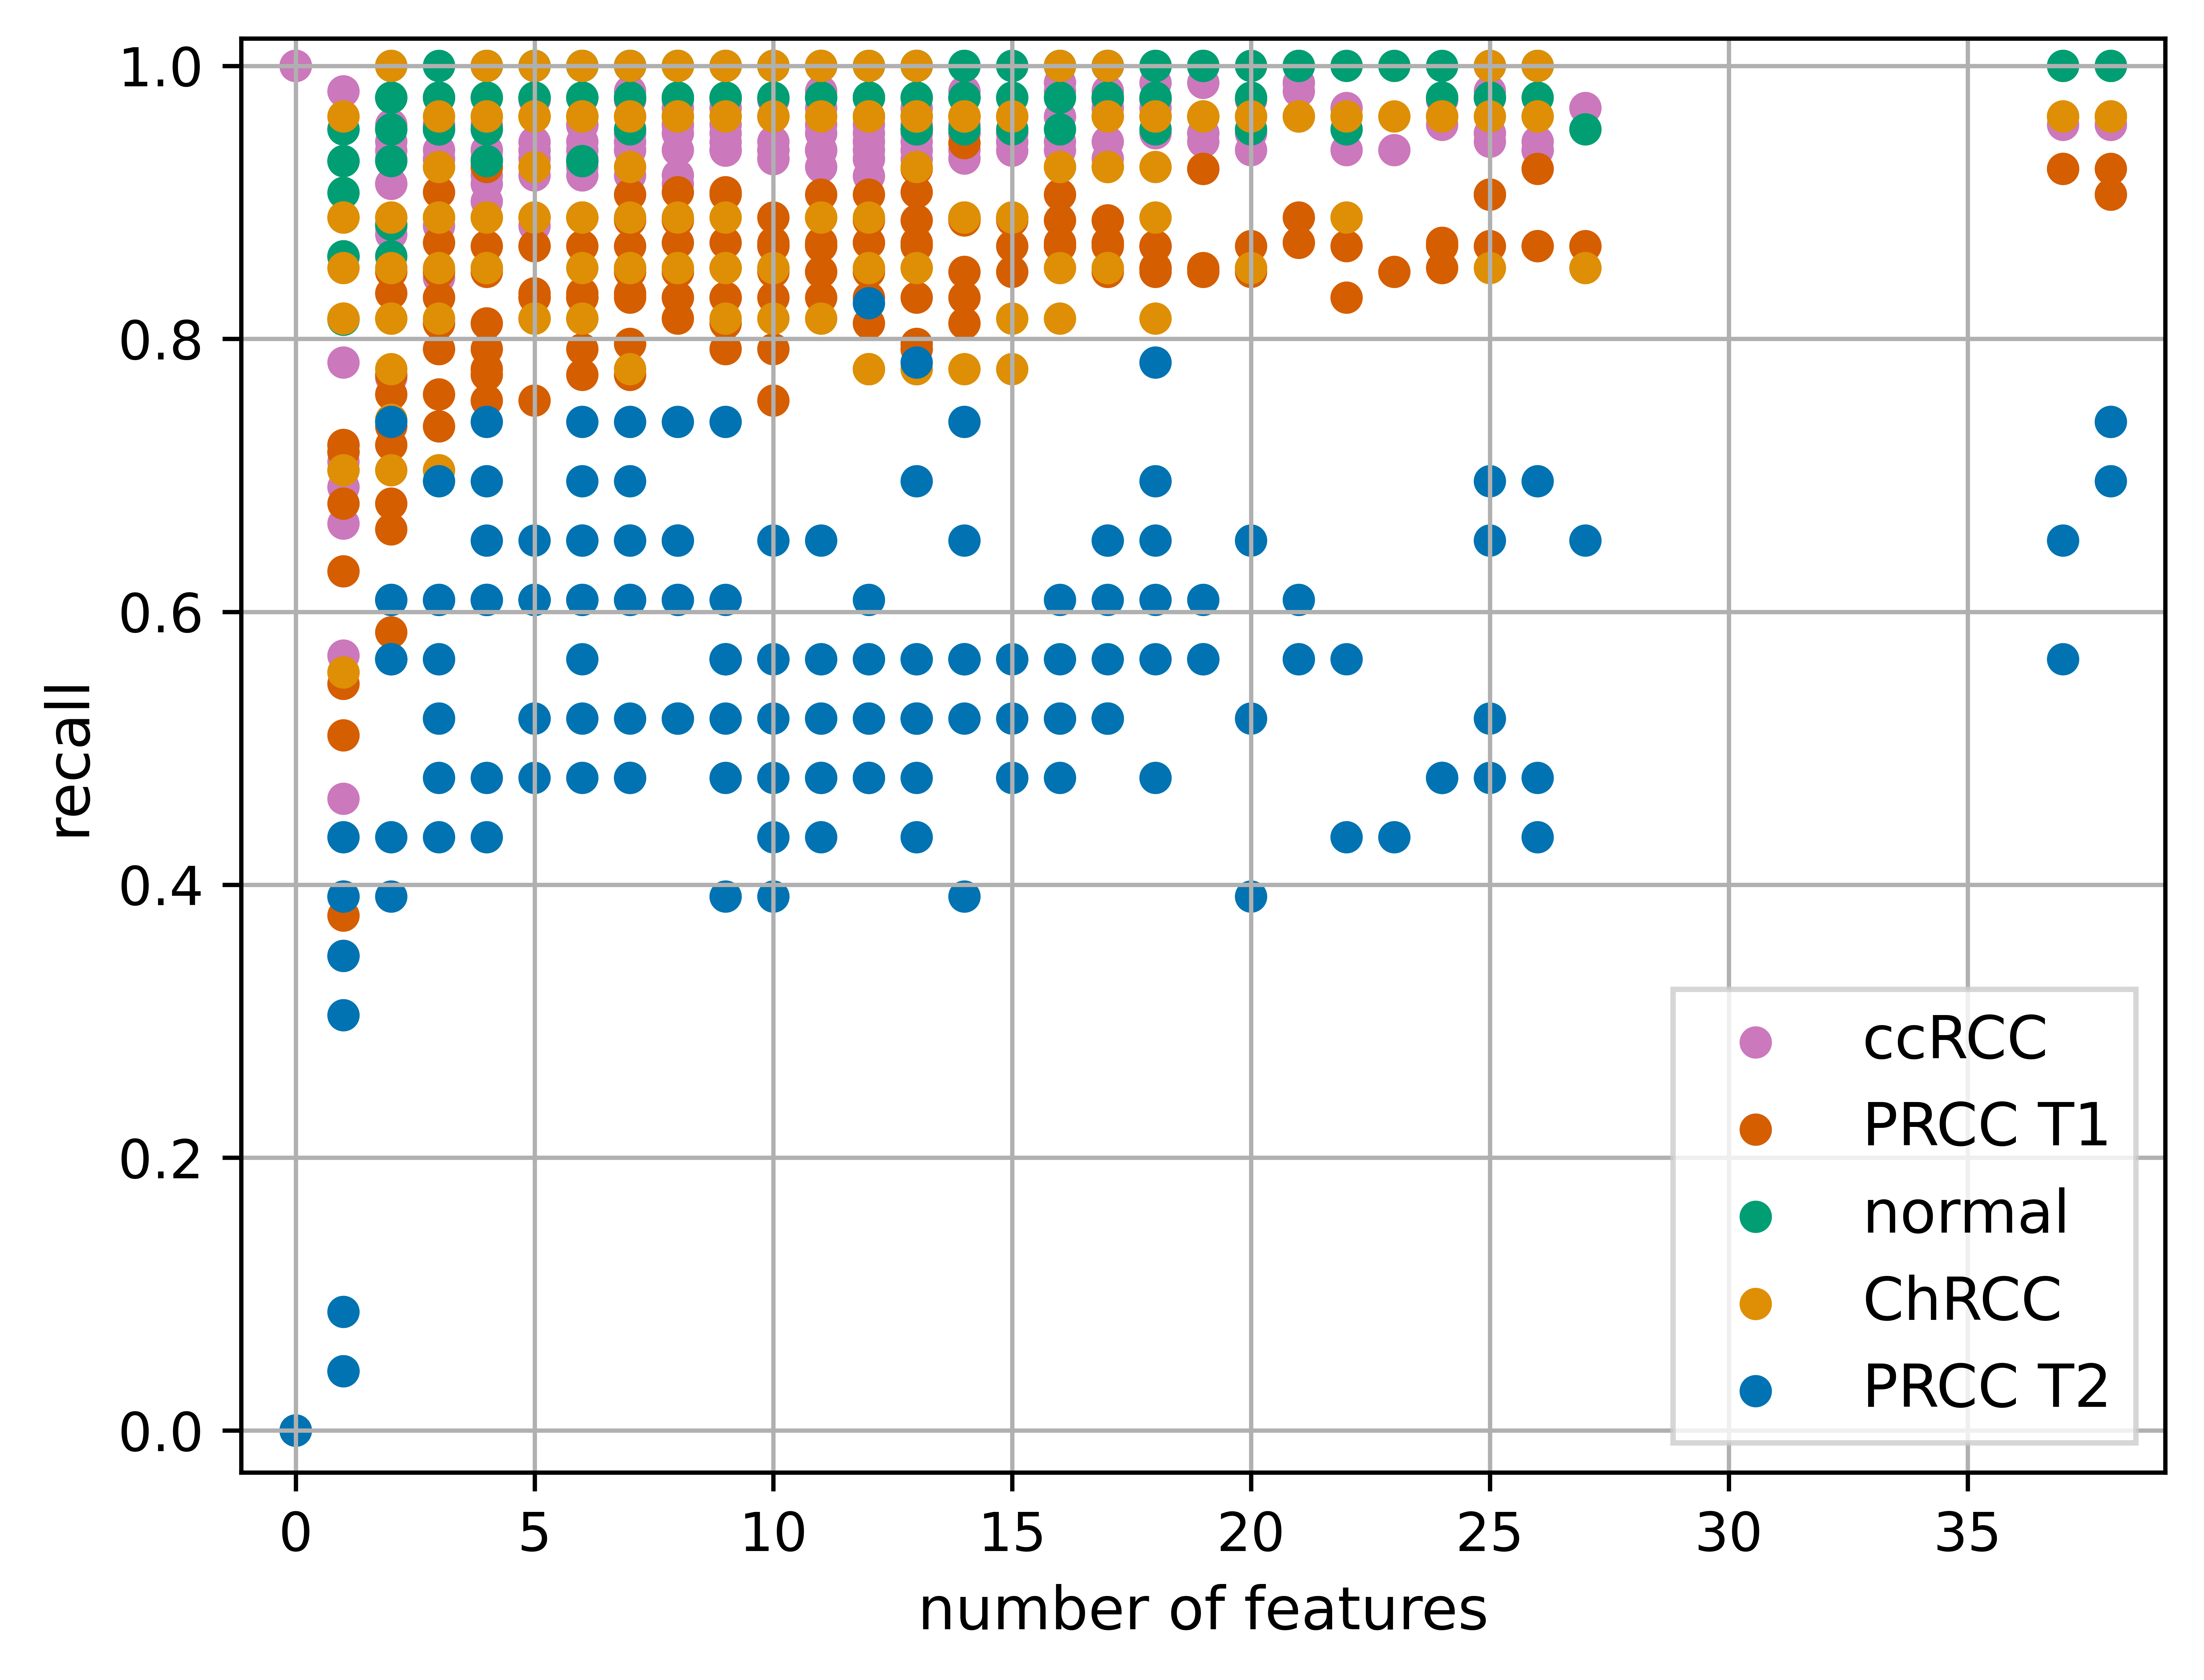 1.0
0.8
0.6
0.4
0.2
0.0
recall
0 5 10 15 20 25 30 35
number of features
ccRCC
PRCC T1
normal
ChRCC
PRCC T2